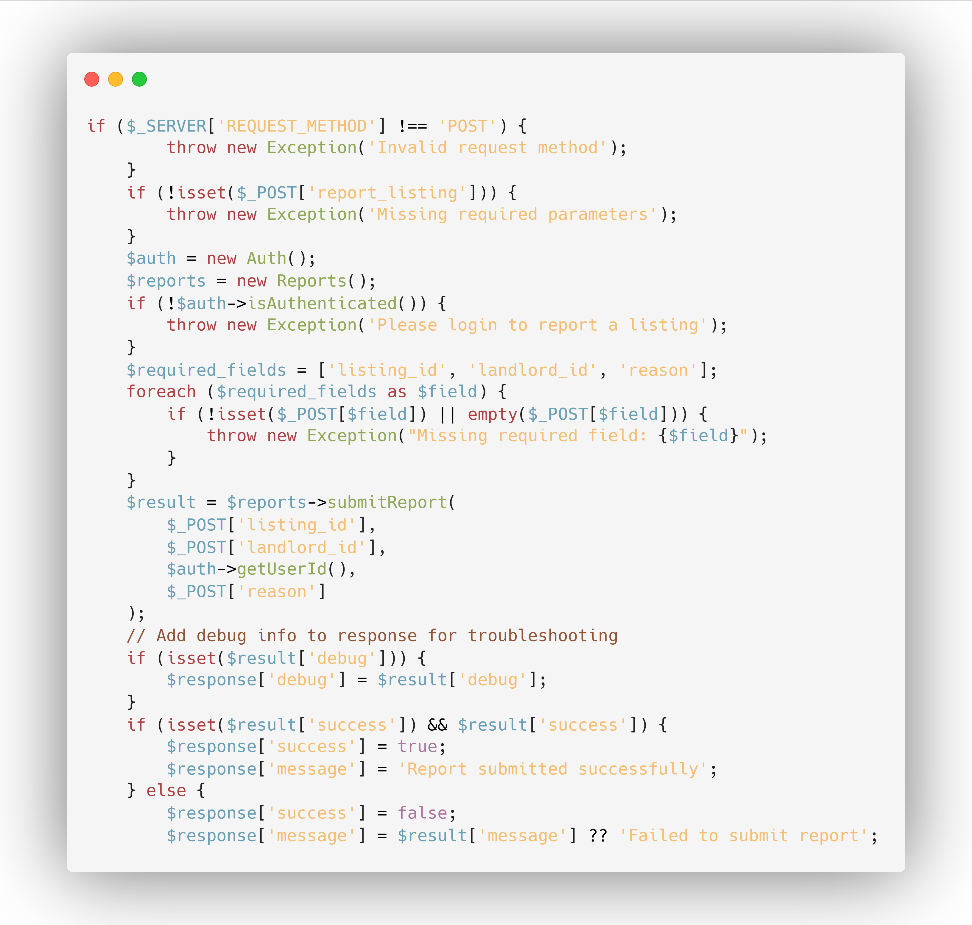 if ($_SERVER['REQUEST_METHOD'] !== 'POST') {
        throw new Exception('Invalid request method');
    }
    if (!isset($_POST['report_listing'])) {
        throw new Exception('Missing required parameters');
    }
    $auth = new Auth();
    $reports = new Reports();
    if (!$auth->isAuthenticated()) {
        throw new Exception('Please login to report a listing');
    }
    $required_fields = ['listing_id', 'landlord_id', 'reason'];
    foreach ($required_fields as $field) {
        if (!isset($_POST[$field]) || empty($_POST[$field])) {
            throw new Exception("Missing required field: {$field}");
        }
    }
    $result = $reports->submitReport(
        $_POST['listing_id'],
        $_POST['landlord_id'],
        $auth->getUserId(),
        $_POST['reason']
    );
    // Add debug info to response for troubleshooting
    if (isset($result['debug'])) {
        $response['debug'] = $result['debug'];
    }
    if (isset($result['success']) && $result['success']) {
        $response['success'] = true;
        $response['message'] = 'Report submitted successfully';
    } else {
        $response['success'] = false;
        $response['message'] = $result['message'] ?? 'Failed to submit report';